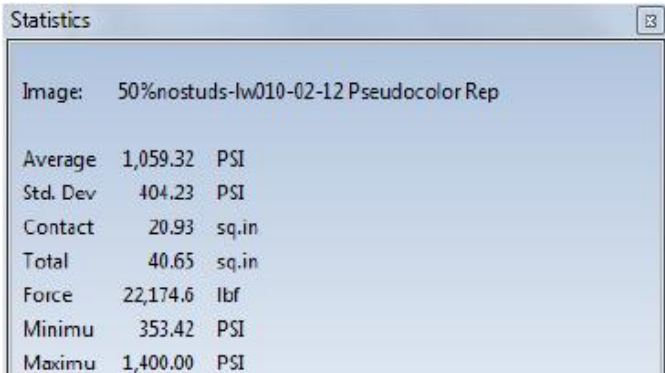 Statistics
Image: 50%nostuds-lw010-02-12 Pseudocolor Rep
Average 1,059.32 PSI
Std. Dev 404.23 PSI
Contact 20.93 sq.in
Total 40.65 sq.in
Force 22,174.6 lbf
Minimu 353.42 PSI
Maximu 1,400.00 PSI